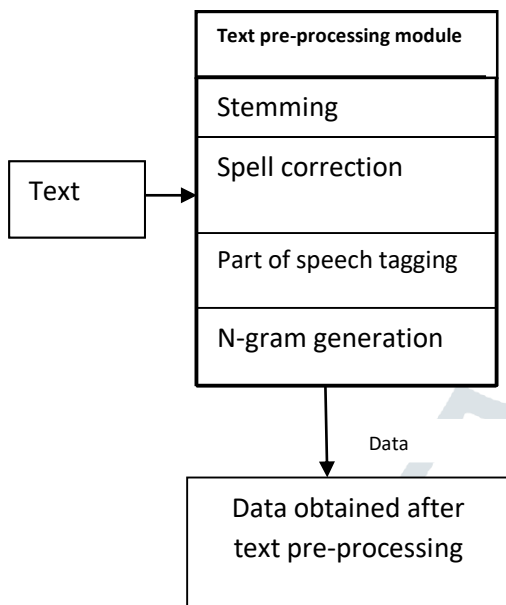 Text pre-processing module
Stemming
Spell correction
Text
Part of speech tagging
N-gram generation
Data
Data obtained after
text pre-processing